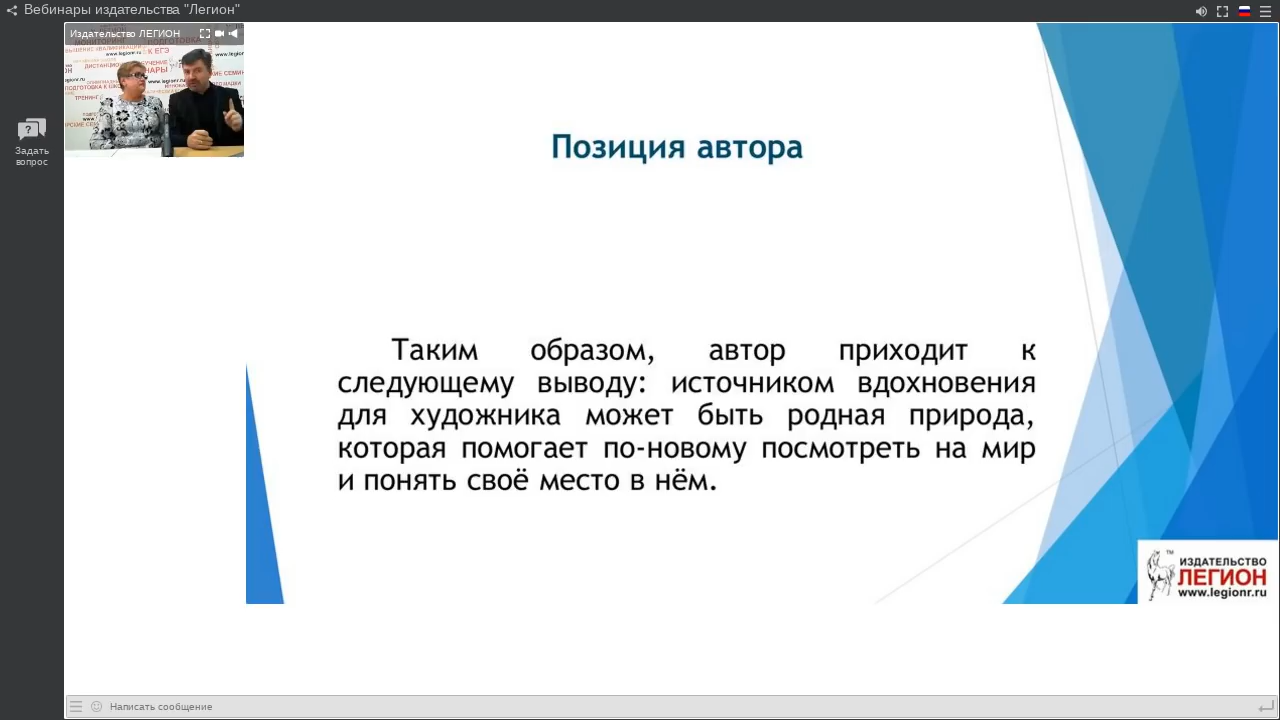 Вебинары издательства "Легион"
Издательство ЛЕГИОН
Задать
вопрос
Позиция автора
Таким образом, автор приходит к
следующему выводу: источником вдохновения
для художника может быть родная природа,
которая помогает по-новому посмотреть на мир
и понять своё место в нём.
ИЗДАТЕЛЬСТВО
ЛЕГИОН
www.legionr.ru
Написать сообщение